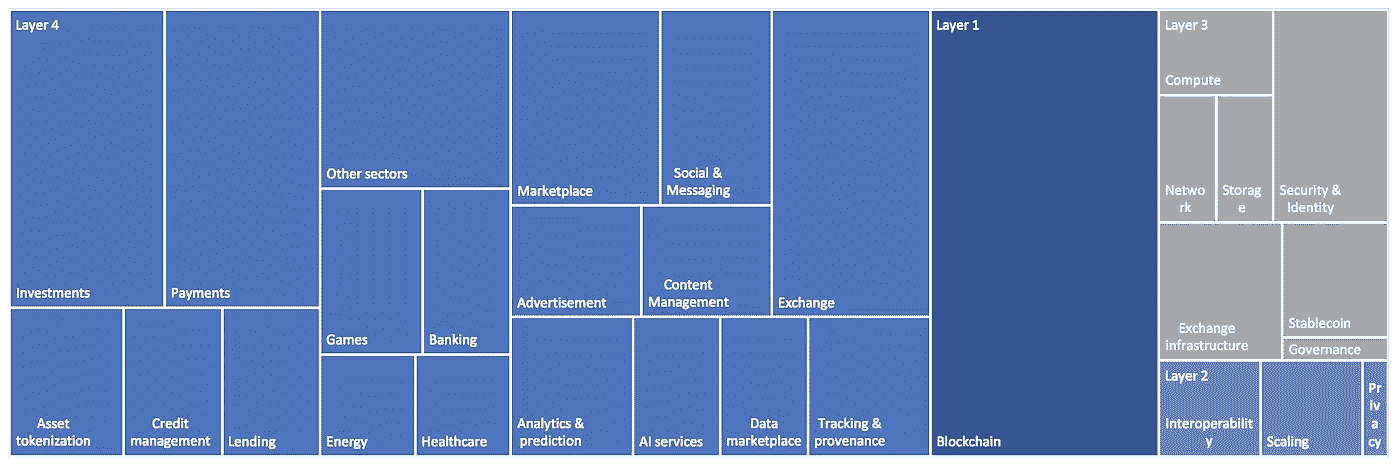 Layer 4
Investments
Payments
Asset
tokenization
Credit
management
Lending
Other sectors
Games
Banking
Energy
Healthcare
Marketplace
Social &
Messaging
Advertisement
Content
Management
Exchange
Analytics &
prediction
AI services
Data
marketplace
Tracking &
provenance
Layer 1
Blockchain
Layer 3
Compute
Netwo
rk
Storag
e
Security &
Identity
Exchange
infrastructure
Stablecoin
Governance
Layer 2
Interoperabilit
y
Scaling
Pr
iv
a
cy